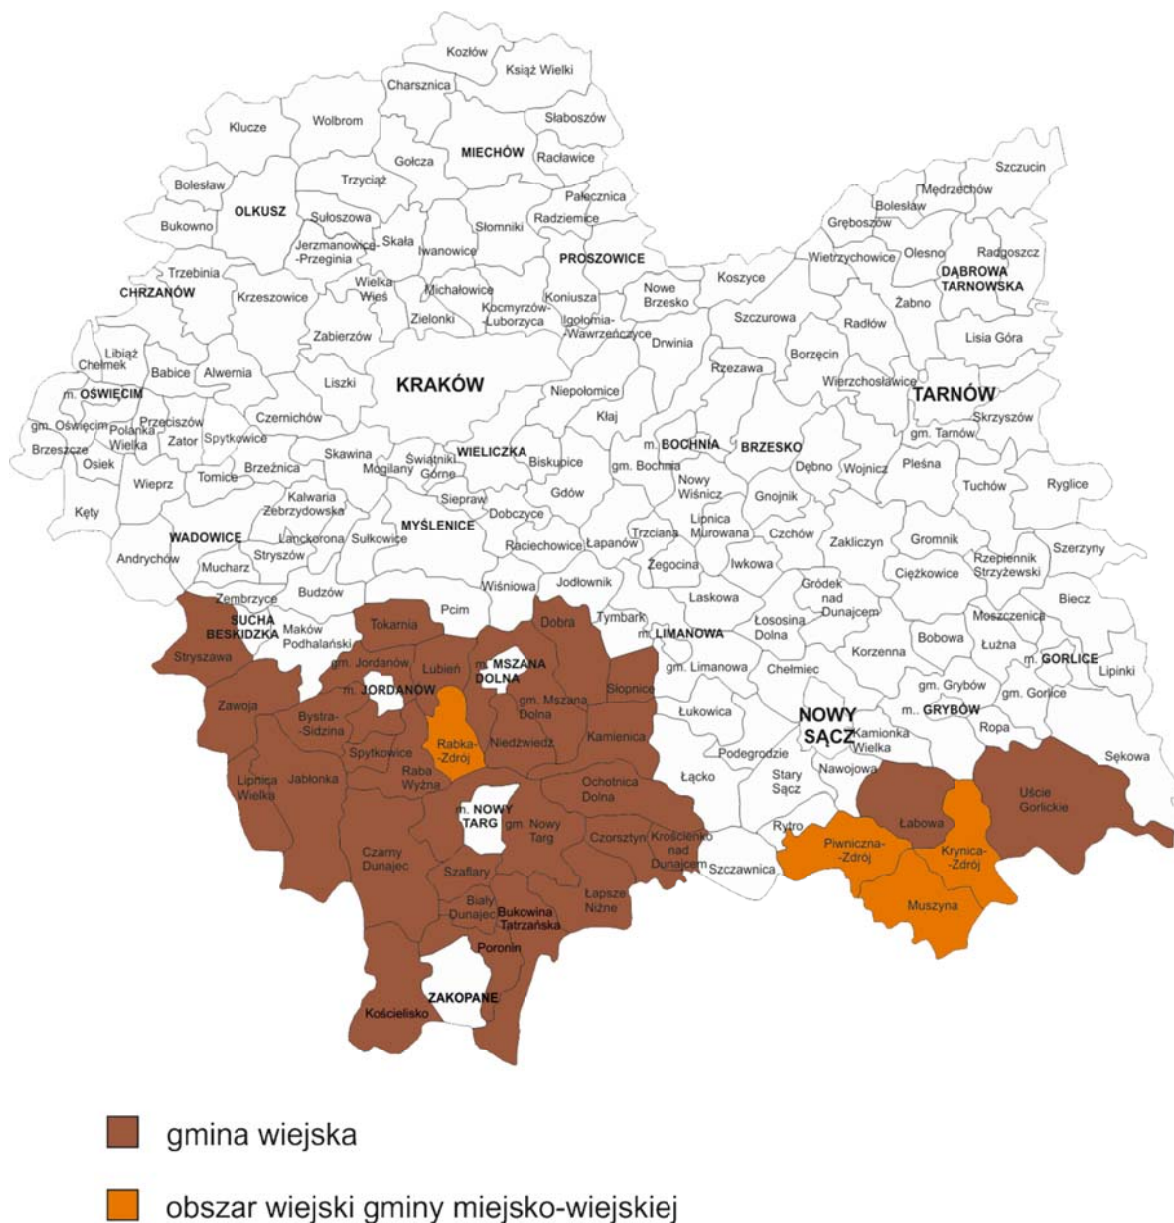 Kozłów
Książ Wielki
Charsznica
Słaboszów
Wolbrom
Klucze
MIECHÓW
Racławice
Gołcza
Szczucin
Trzyciąż
Bolesław
Mędrzechów
Pałecznica
Bolesław
OLKUSZ
Sułoszowa
Radziemice
Gręboszów
Bukowno
Słomniki
Skała
Iwanowice
Jerzmanowice-
-Przeginia
Olesno
Radgoszcz
PROSZOWICE
Wietrzychowice
Trzebinia
DĄBROWA
TARNOWSKA
Koszyce
Wielka
Wieś
Michałowice
Nowe
Brzesko
CHRZANÓW
Krzeszowice
Koniusza
Kocmyrzów-
-Luborzyca
Żabno
Zielonki
Szczurowa
Radłów
Igołomia-
-Wawrzeńczyce
Zabierzów
Lisia Góra
Drwinia
Libiąż
Chełmek
Borzęcin
Babice
Alwernia
Rzezawa
Liszki
KRAKÓW
Wierzchosławice
m. OŚWIĘCIM
Niepołomice
TARNÓW
Kłaj
Skrzyszów
Czernichów
Przeciszów
gm. Oświęcim
Polanka
Wielka
Zator
Spytkowice
gm. Tarnów
m. BOCHNIA
BRZESKO
Brzeszcze
Skawina
Świątniki
Górne
WIELICZKA
Osiek
Biskupice
gm. Bochnia
Dębno
Wojnicz
Pleśna
Brzeźnica
Mogilany
Tomice
Wieprz
Gdów
Nowy
Wiśnicz
Tuchów
Ryglice
Kalwaria
Zebrzydowska
Siepraw
Gnojnik
Kęty
Dobczyce
MYŚLENICE
Lipnica
Murowana
WADOWICE
Lanckorona
Sułkowice
Trzciana
Czchów
Raciechowice
Łapanów
Zakliczyn
Gromnik
Szerzyny
Andrychów
Stryszów
Rzepiennik
Strzyżewski
Mucharz
Żegocina
Iwkowa
Ciężkowice
Wiśniowa
Jodłownik
Gródek
nad
Dunajcem
Budzów
Zembrzyce
Laskowa
Biecz
Pcim
Tymbark
Moszczenica
SUCHA
BESKIDZKA
Tokarnia
Dobra
Łososina
Dolna
Maków
Podhalański
m. LIMANOWA
Bobowa
Łużna
Stryszawa
Korzenna
gm. Jordanów
Lubień
m. MSZANA
DOLNA
gm. Limanowa
Chełmiec
m. GORLICE
Lipinki
m. JORDANÓW
Słopnice
gm. Grybów
gm. Gorlice
Zawoja
gm. Mszana
Dolna
Łukowica
NOWY
SĄCZ
m.. GRYBÓW
Bystra-
-Sidzina
Ropa
Kamienica
Rabka-
-Zdrój
Niedźwiedź
Kamionka
Wielka
Spytkowice
Podegrodzie
Sękowa
Lipnica
Wielka
Jabłonka
Raba
Wyżna
Łącko
Stary
Sącz
Nawojowa
Ochotnica
Dolna
Uście
Gorlickie
m. NOWY
TARG
gm. Nowy
Targ
Łabowa
Rytro
Czorsztyn
Krościenko
nad
Dunajcem
Piwniczna-
-Zdrój
Krynica-
-Zdrój
Czarny
Dunajec
Szczawnica
Szaflary
Łapsze
Niżne
Biały
Dunajec
Muszyna
Bukowina
Tatrzańska
Poronin
ZAKOPANE
Kościelisko
gmina wiejska
obszar wiejski gminy miejsko-wiejskiej